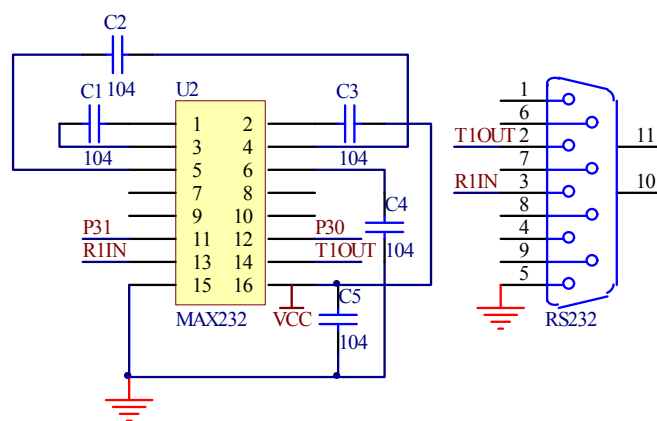 C2
104
U2
C1
104
C3
104
1 2
3 4
5 6
7 8
9 10
P31 11 12 P30
R1IN 13 14 T1OUT
15 16
C4
104
VCC
C5
104
MAX232
1
6
T1OUT 2
7
R1IN 3
8
4
9
5
11
10
RS232